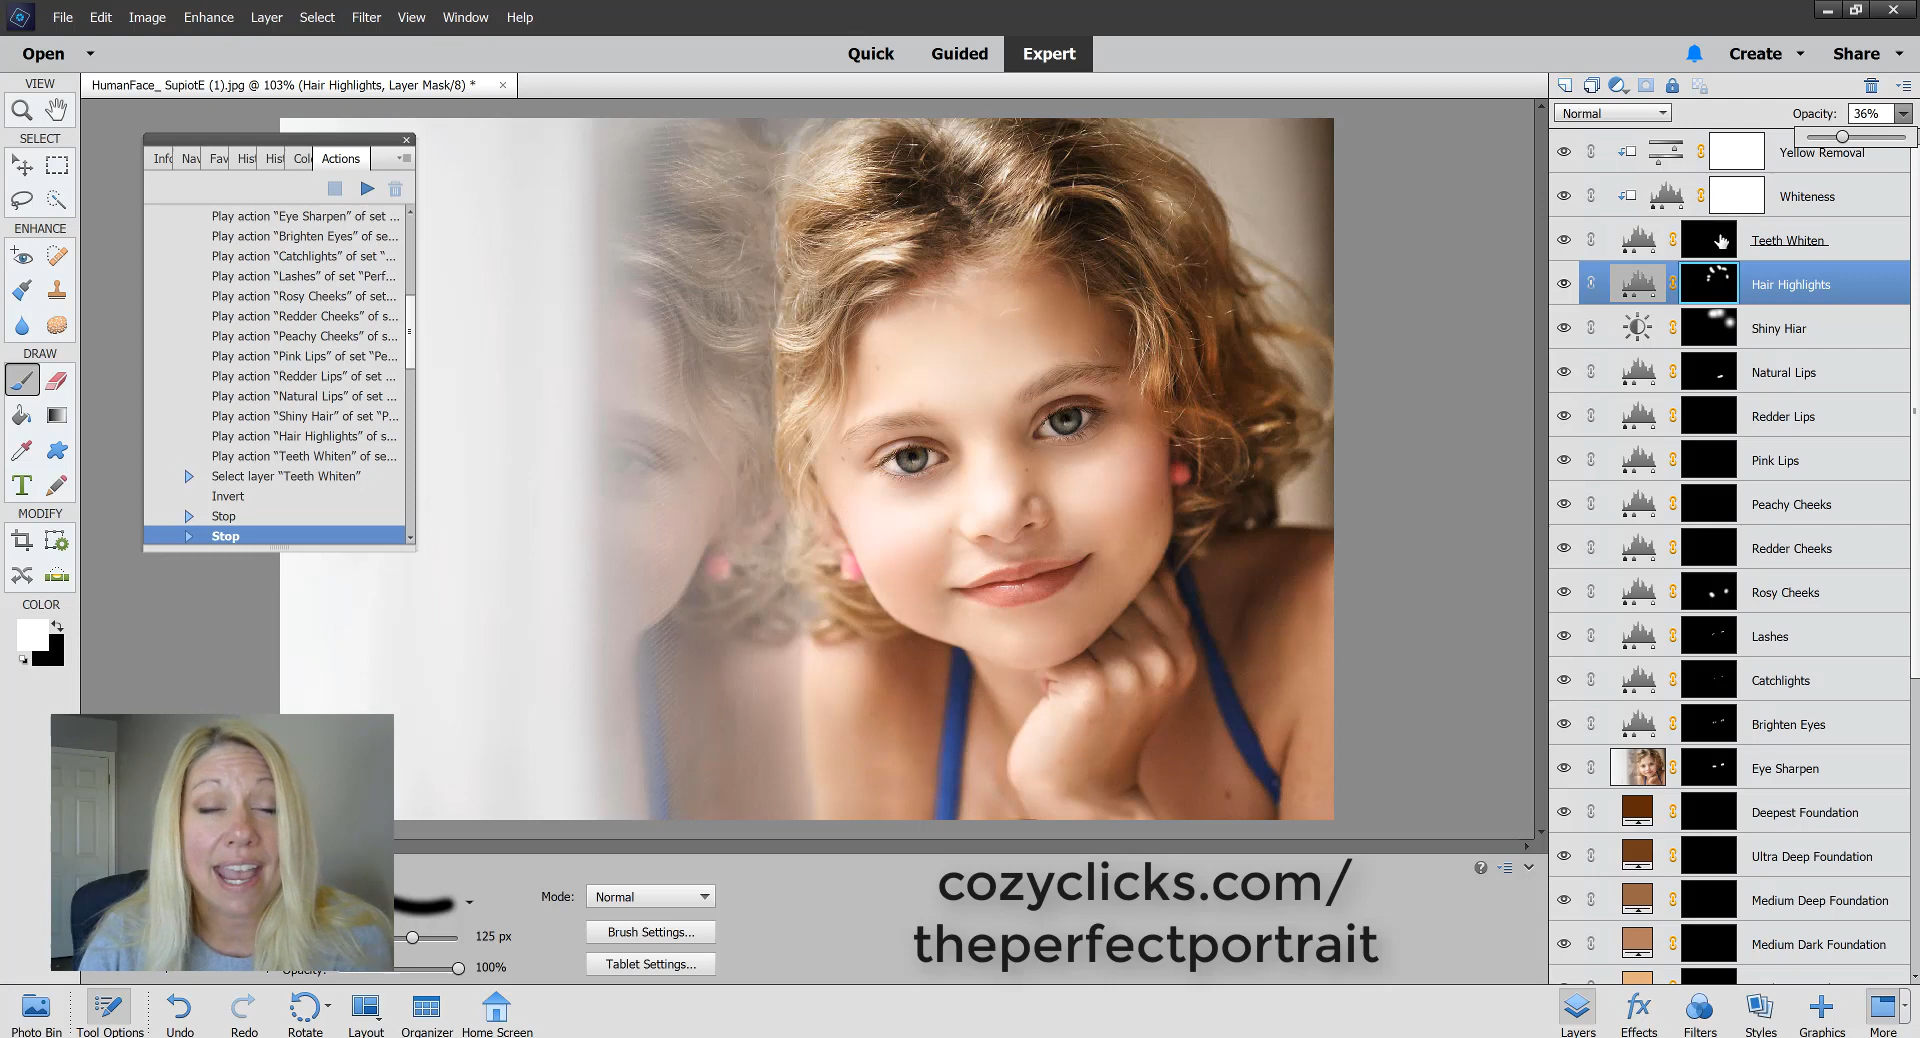 File Edit Image Enhance Layer Select Filter View Window Help
Open Quick Guided Expert Create Share
VIEW HumanFace_ SupiotE (1).jpg @ 103% (Hair Highlights, Layer Mask/8) * ×
Normal Opacity: 36%
SELECT
Info Nav Fav Hist Hist Colo Actions
Yellow Removal
Whiteness
Play action “Eye Sharpen” of set ...
ENHANCE
Play action “Brighten Eyes” of se...
Teeth Whiten
Play action “Catchlights” of set “...
Play action “Lashes” of set “Perf...
Hair Highlights
Play action “Rosy Cheeks” of set...
Play action “Redder Cheeks” of s...
Shiny Hiar
Play action “Peachy Cheeks” of s...
DRAW
Play action “Pink Lips” of set “Pe...
Natural Lips
Play action “Redder Lips” of set ...
Play action “Natural Lips” of set ...
Redder Lips
Play action “Shiny Hair” of set “P...
Play action “Hair Highlights” of s...
Pink Lips
Play action “Teeth Whiten” of se...
Select layer “Teeth Whiten”
Invert
Peachy Cheeks
MODIFY
Stop
Stop
Redder Cheeks
Rosy Cheeks
COLOR
Lashes
Catchlights
Brighten Eyes
Eye Sharpen
Deepest Foundation
Ultra Deep Foundation
cozyclicks.com/
Mode: Normal
Medium Deep Foundation
Brush Settings...
125 px
theperfectportrait
Medium Dark Foundation
Tablet Settings...
Opacity: 100%
Photo Bin Tool Options Undo Redo Rotate Layout Organizer Home Screen Layers Effects Filters Styles Graphics More